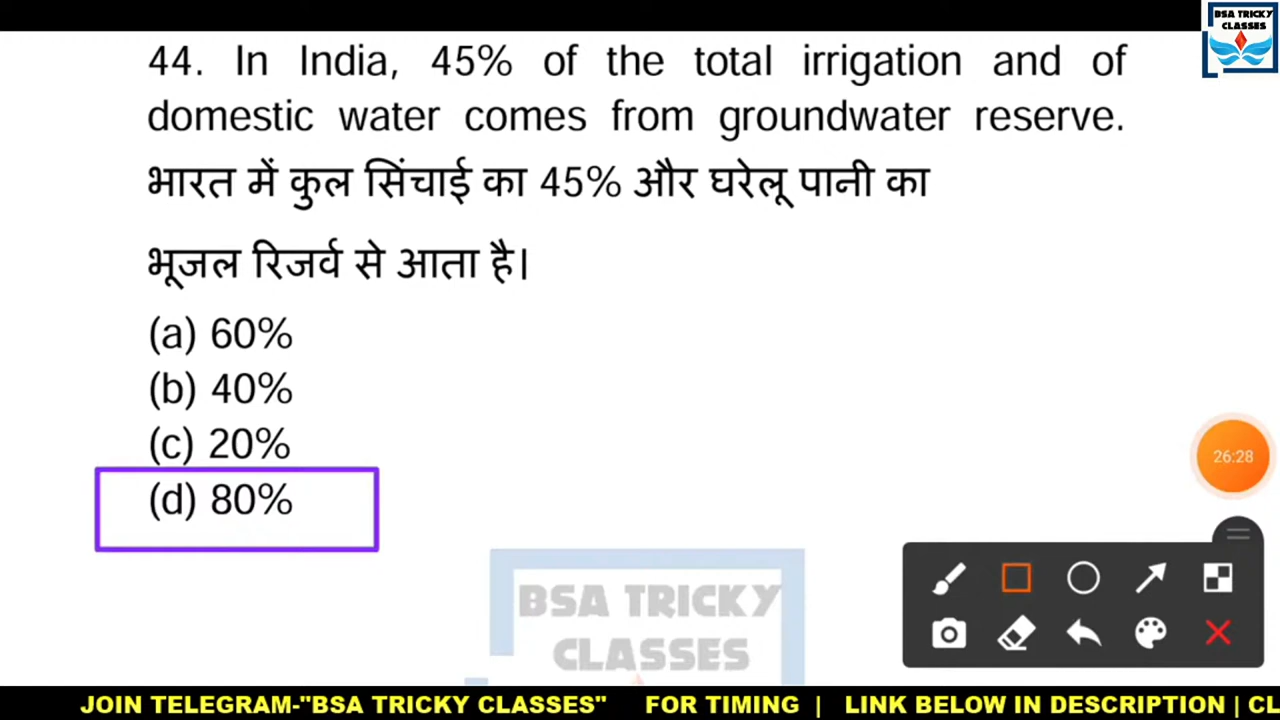 BSA TRICKY
CLASSES
44. In India, 45% of the total irrigation and of
domestic water comes from groundwater reserve.
भारत में कुल सिंचाई का 45% और घरेलू पानी का
भूजल रिजर्व से आता है।
(a) 60%
(b) 40%
(c) 20%
(d) 80%
26:28
BSA TRICKY
CLASSES
JOIN TELEGRAM-"BSA TRICKY CLASSES" FOR TIMING | LINK BELOW IN DESCRIPTION | CL